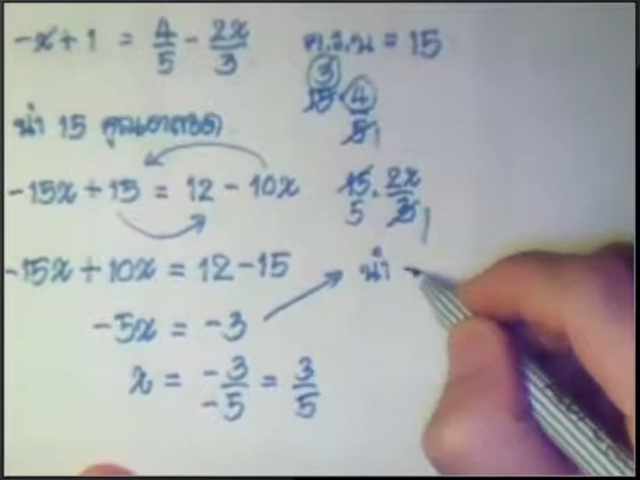 -x + 1 = 4/5 - 2x/3
ค.ร.น = 15
3
15 · 4/5 1
นำ 15 คูณตลอด
-15x + 15 = 12 - 10x
15 · 2x/3
5 1
-15x + 10x = 12 - 15
-5x = -3
นำ -
x = -3/-5 = 3/5